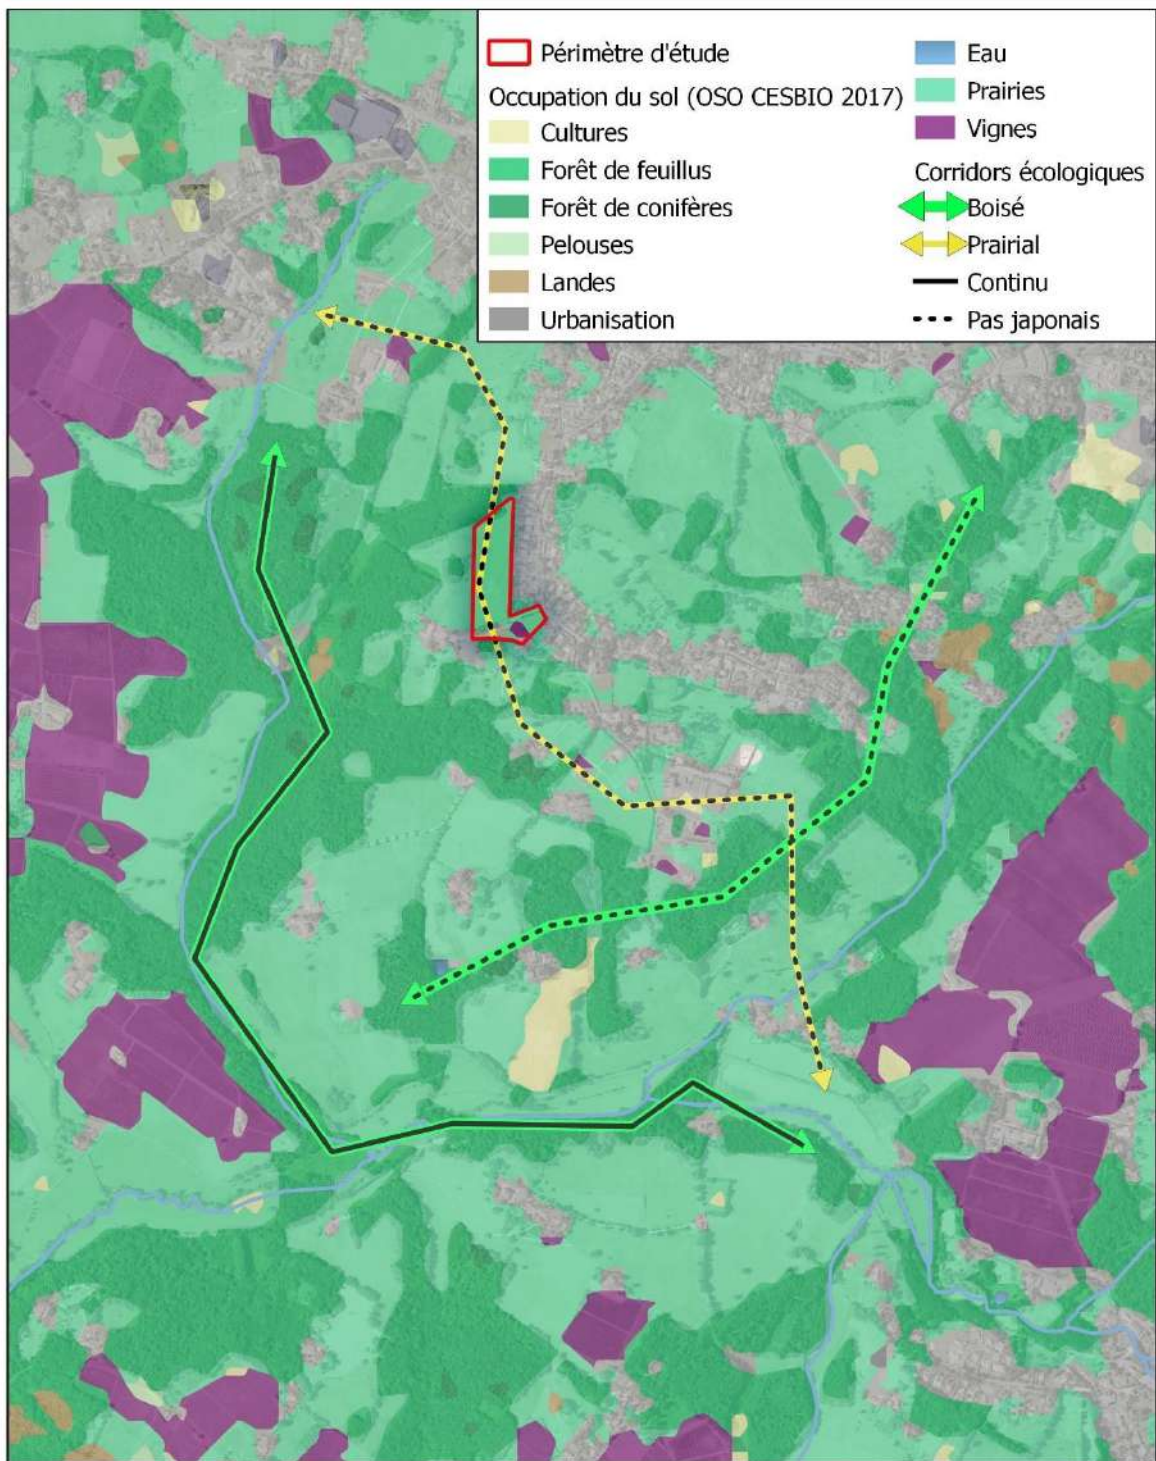 Périmètre d'étude
Occupation du sol (OSO CESBIO 2017)
Cultures
Forêt de feuillus
Forêt de conifères
Pelouses
Landes
Urbanisation
Eau
Prairies
Vignes
Corridors écologiques
Boisé
Prairial
Continu
Pas japonais